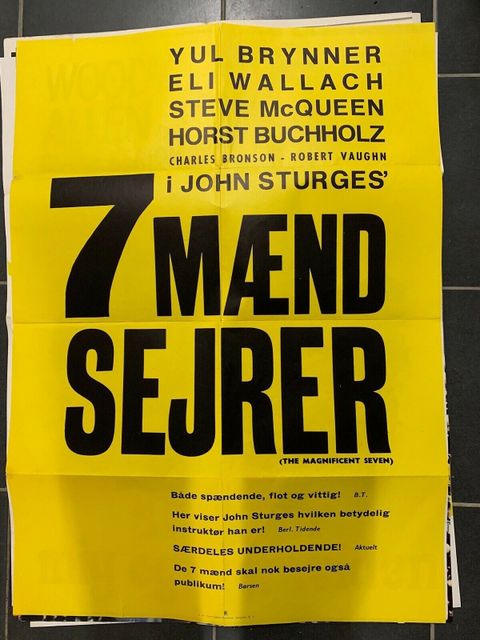 YUL BRYNNER
ELI WALLACH
STEVE McQUEEN
HORST BUCHHOLZ
CHARLES BRONSON - ROBERT VAUGHN
i JOHN STURGES'
7 MÆND
SEJRER
(THE MAGNIFICENT SEVEN)
Både spændende, flot og vittig! B.T.
Her viser John Sturges hvilken betydelig
instruktør han er! Berl. Tidende
SÆRDELES UNDERHOLDENDE! Aktuelt
De 7 mænd skal nok besejre også
publikum! Børsen